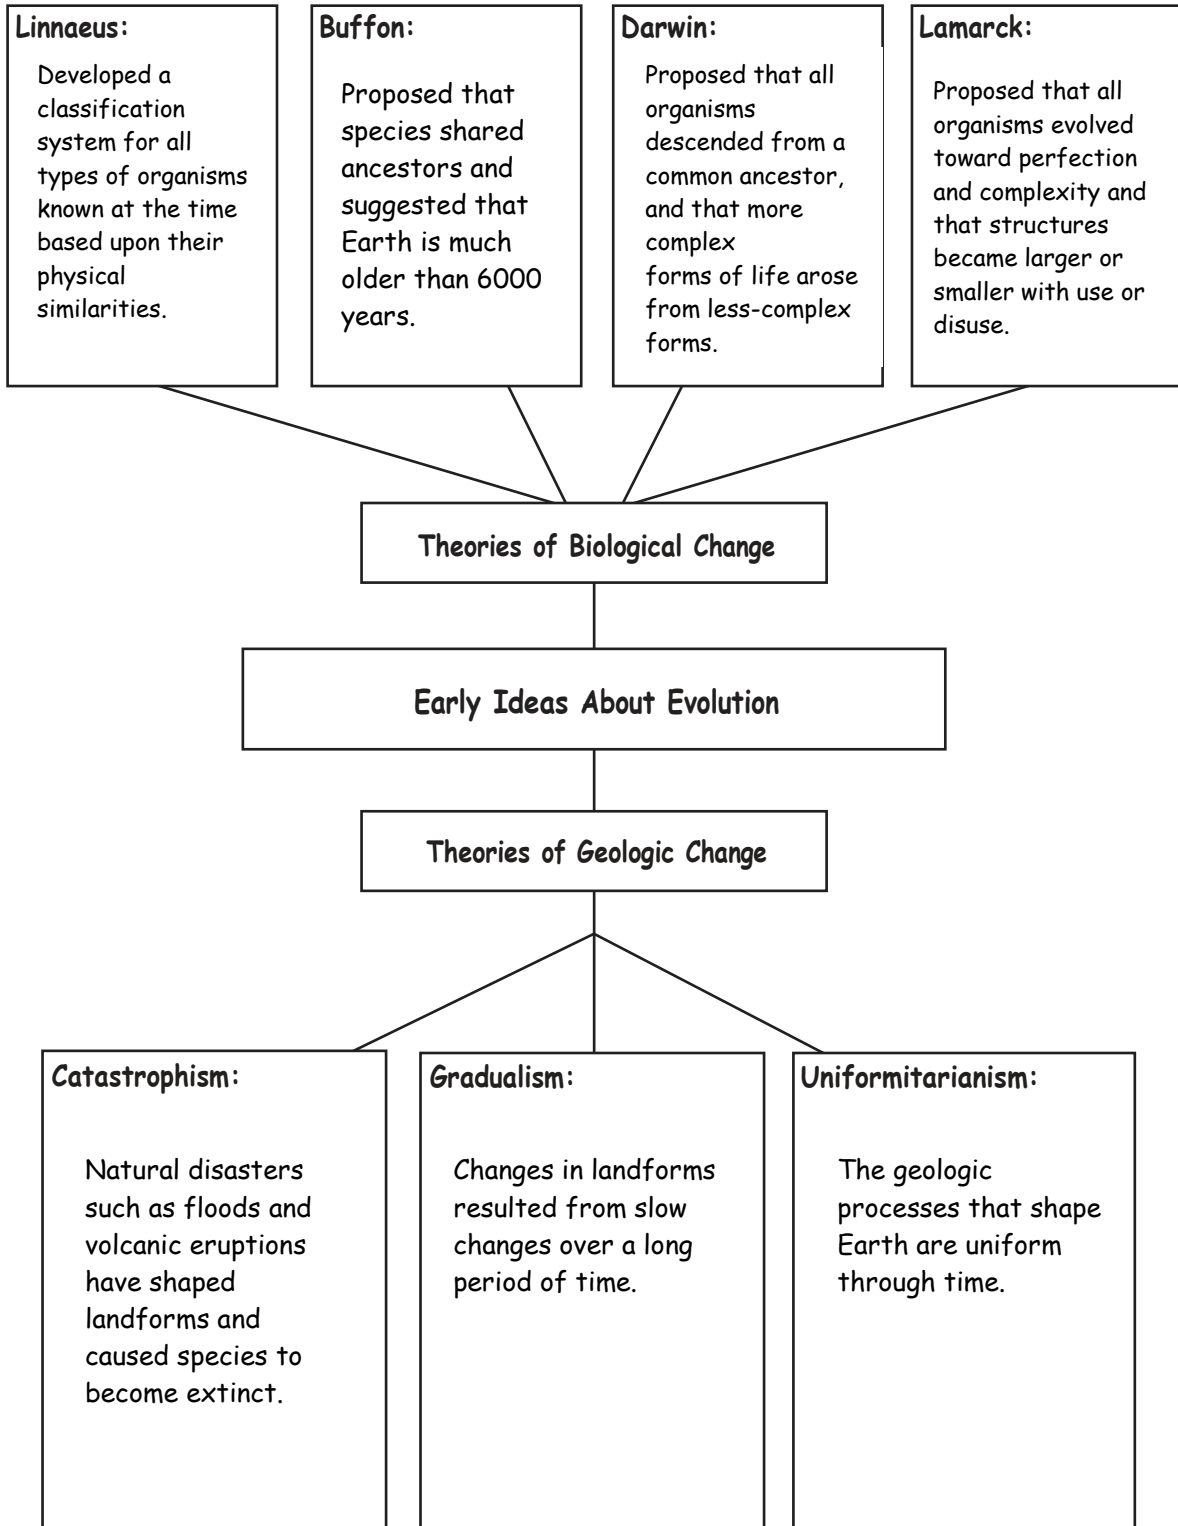 Linnaeus:
Developed a
classification
system for all
types of organisms
known at the time
based upon their
physical
similarities.
Buffon:
Proposed that
species shared
ancestors and
suggested that
Earth is much
older than 6000
years.
Darwin:
Proposed that all
organisms
descended from a
common ancestor,
and that more
complex
forms of life arose
from less-complex
forms.
Lamarck:
Proposed that all
organisms evolved
toward perfection
and complexity and
that structures
became larger or
smaller with use or
disuse.
Theories of Biological Change
Early Ideas About Evolution
Theories of Geologic Change
Catastrophism:
Natural disasters
such as floods and
volcanic eruptions
have shaped
landforms and
caused species to
become extinct.
Gradualism:
Changes in landforms
resulted from slow
changes over a long
period of time.
Uniformitarianism:
The geologic
processes that shape
Earth are uniform
through time.